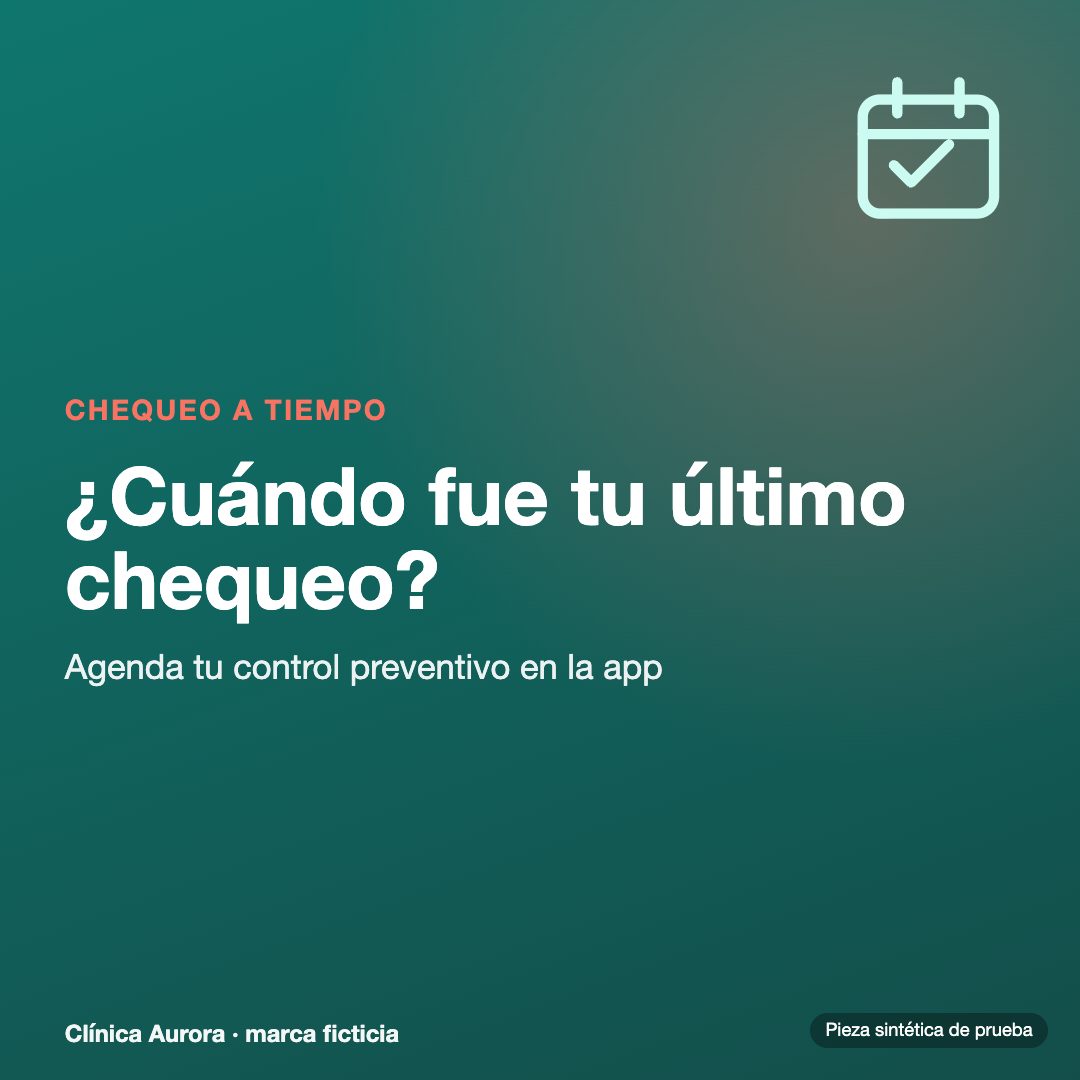 CHEQUEO A TIEMPO
¿Cuándo fue tu último
chequeo?
Agenda tu control preventivo en la app
Clínica Aurora · marca ficticia
Pieza sintética de prueba